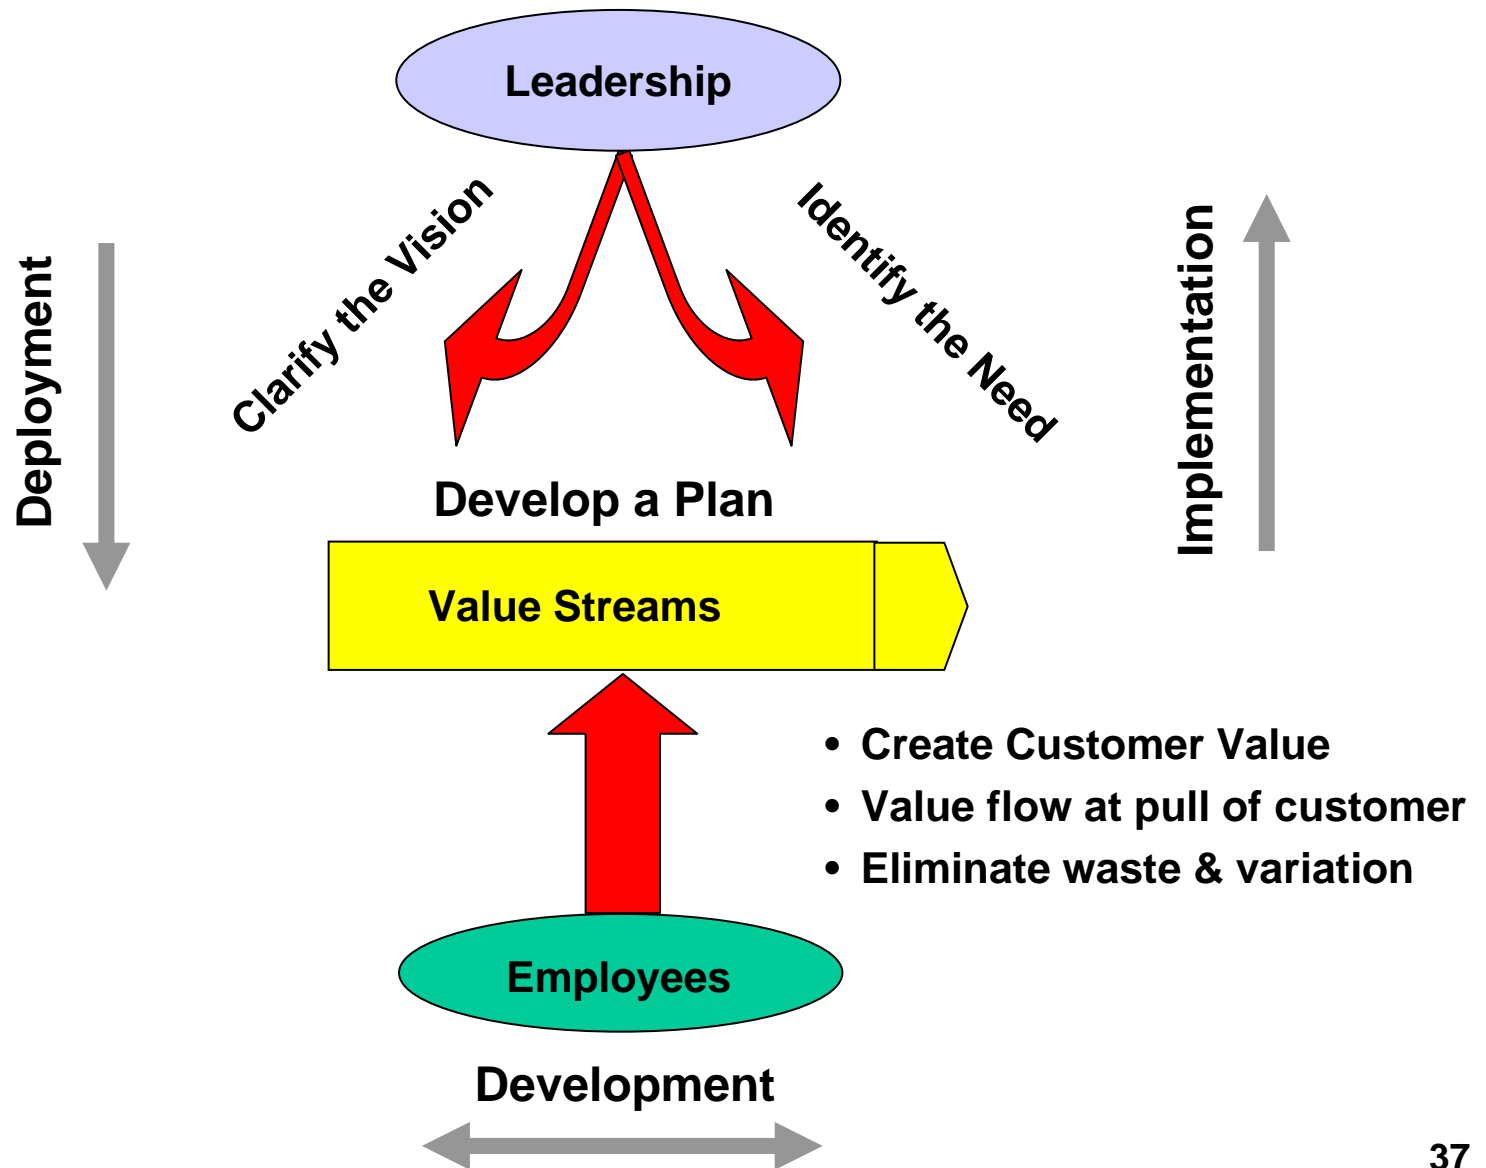 Leadership
Clarify the Vision
Identify the Need
Deployment
Implementation
Develop a Plan
Value Streams
• Create Customer Value
• Value flow at pull of customer
• Eliminate waste & variation
Employees
Development
37